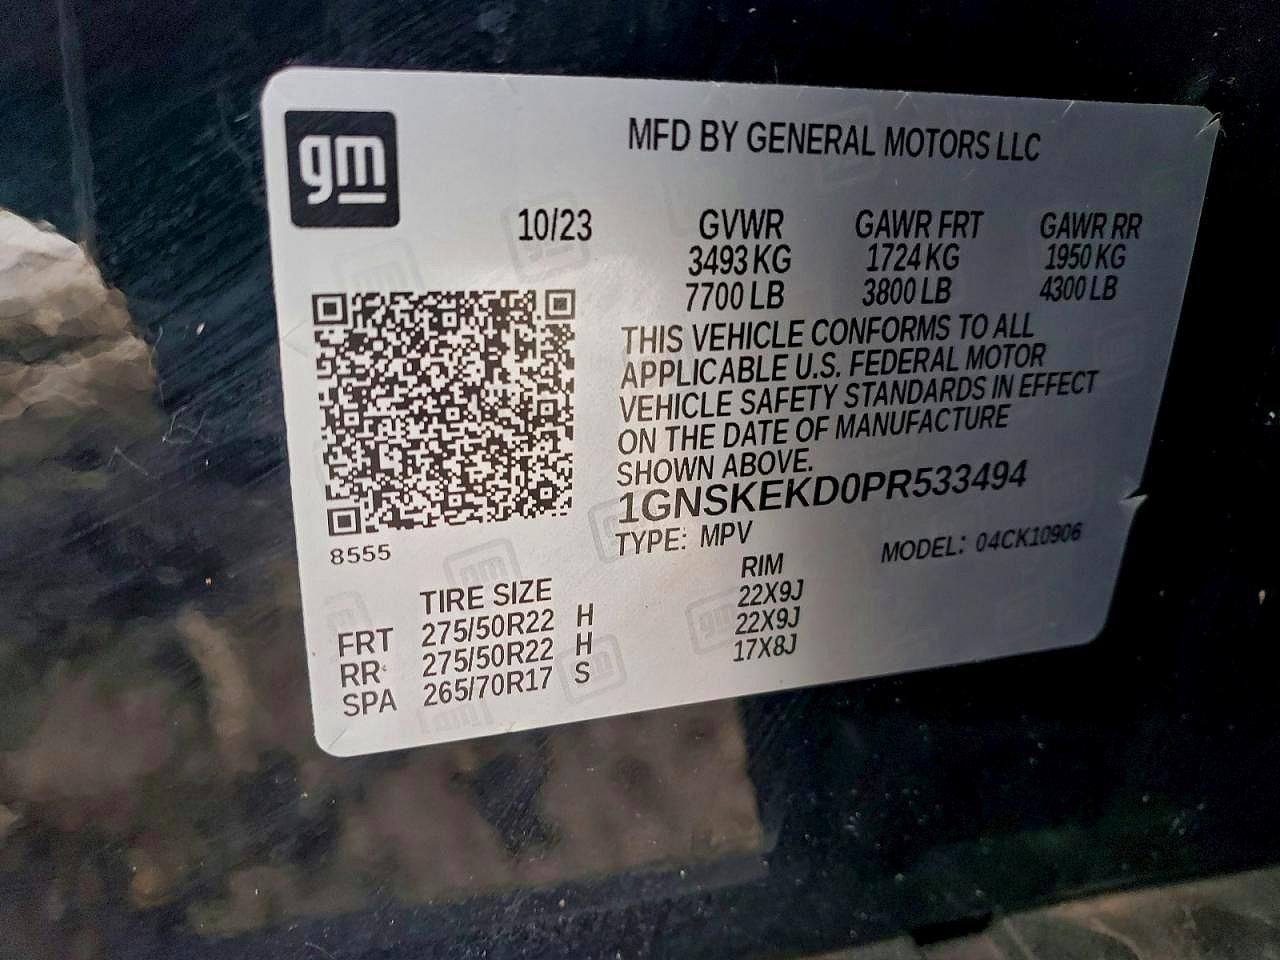 gm
MFD BY GENERAL MOTORS LLC
10/23 GVWR GAWR FRT GAWR RR
3493 KG 1724 KG 1950 KG
7700 LB 3800 LB 4300 LB
THIS VEHICLE CONFORMS TO ALL
APPLICABLE U.S. FEDERAL MOTOR
VEHICLE SAFETY STANDARDS IN EFFECT
ON THE DATE OF MANUFACTURE
SHOWN ABOVE.
1GNSKEKD0PR533494
TYPE: MPV MODEL: 04CK10906
8555
TIRE SIZE RIM
FRT 275/50R22 H 22X9J
RR 275/50R22 H 22X9J
SPA 265/70R17 S 17X8J